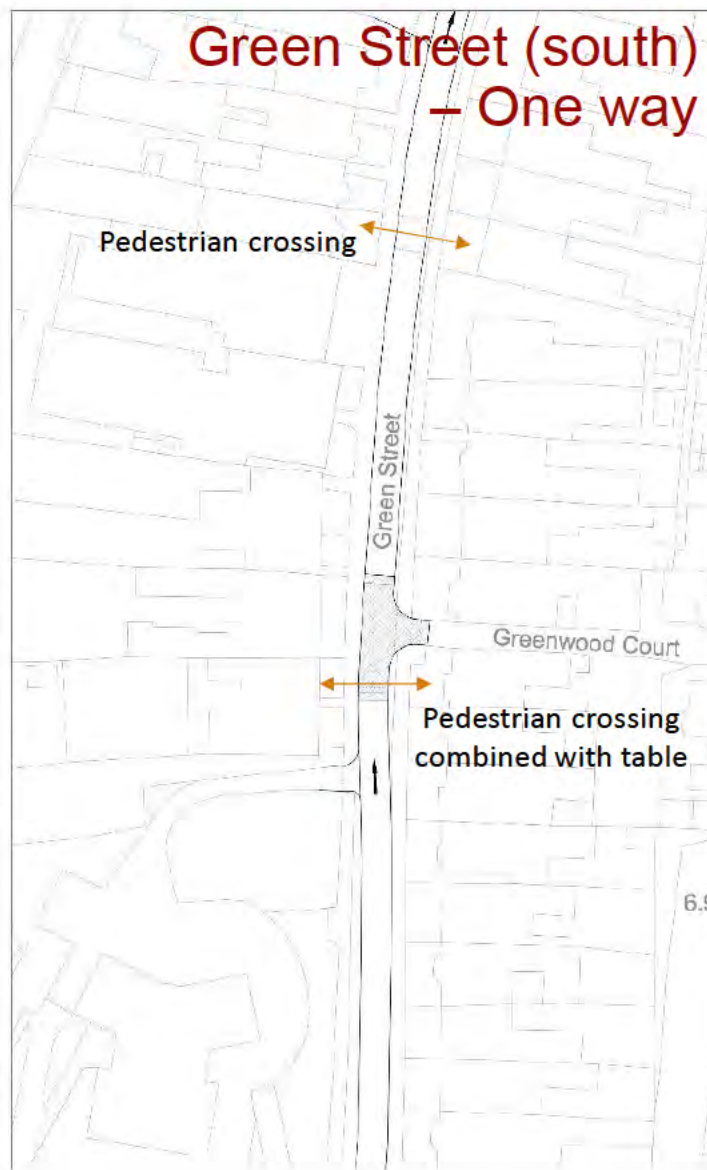 Green Street (south)
– One way
Pedestrian crossing
Green Street
Greenwood Court
Pedestrian crossing
combined with table